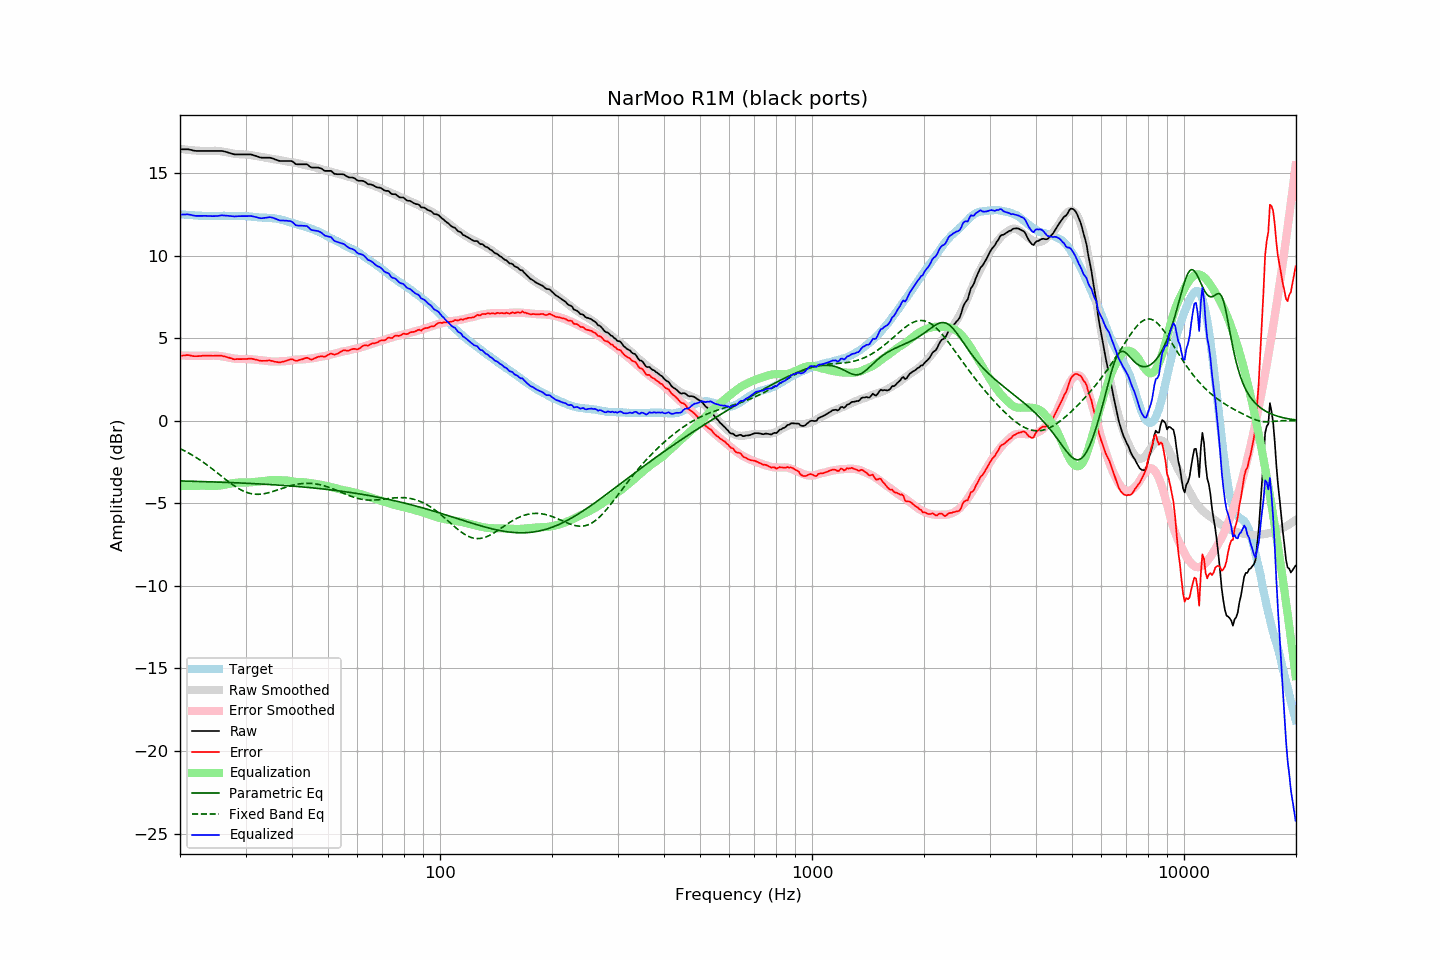 NarMoo R1M (black ports)
Amplitude (dBr)
15
10
5
0
−5
−10
−15
−20
−25
Target
Raw Smoothed
Error Smoothed
Raw
Error
Equalization
Parametric Eq
Fixed Band Eq
Equalized
100
1000
10000
Frequency (Hz)